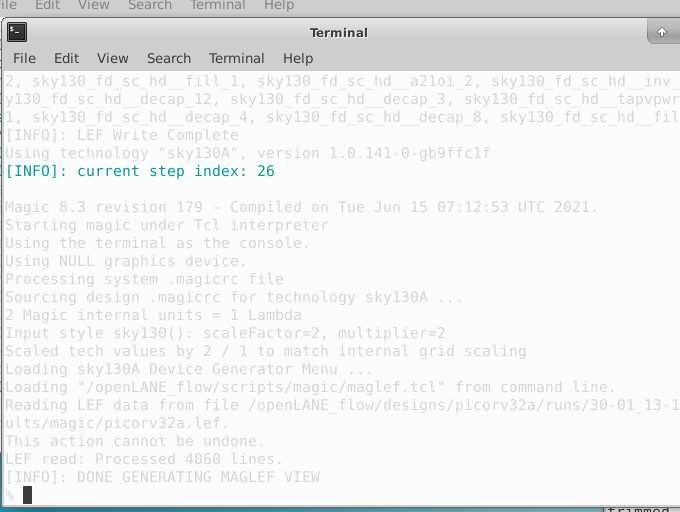 File Edit View Search Terminal Help
Terminal
File Edit View Search Terminal Help
2, sky130_fd_sc_hd__fill_1, sky130_fd_sc_hd__a21oi_2, sky130_fd_sc_hd__inv_
y130_fd_sc_hd__decap_12, sky130_fd_sc_hd__decap_3, sky130_fd_sc_hd__tapvpwr
1, sky130_fd_sc_hd__decap_4, sky130_fd_sc_hd__decap_8, sky130_fd_sc_hd__fil
[INFO]: LEF Write Complete
Using technology "sky130A", version 1.0.141-0-gb9ffc1f
[INFO]: current step index: 26
Magic 8.3 revision 179 - Compiled on Tue Jun 15 07:12:53 UTC 2021.
Starting magic under Tcl interpreter
Using the terminal as the console.
Using NULL graphics device.
Processing system .magicrc file
Sourcing design .magicrc for technology sky130A ...
2 Magic internal units = 1 Lambda
Input style sky130(): scaleFactor=2, multiplier=2
Scaled tech values by 2 / 1 to match internal grid scaling
Loading sky130A Device Generator Menu ...
Loading "/openLANE_flow/scripts/magic/maglef.tcl" from command line.
Reading LEF data from file /openLANE_flow/designs/picorv32a/runs/30-01_13-1
ults/magic/picorv32a.lef.
This action cannot be undone.
LEF read: Processed 4060 lines.
[INFO]: DONE GENERATING MAGLEF VIEW
%
trimmed